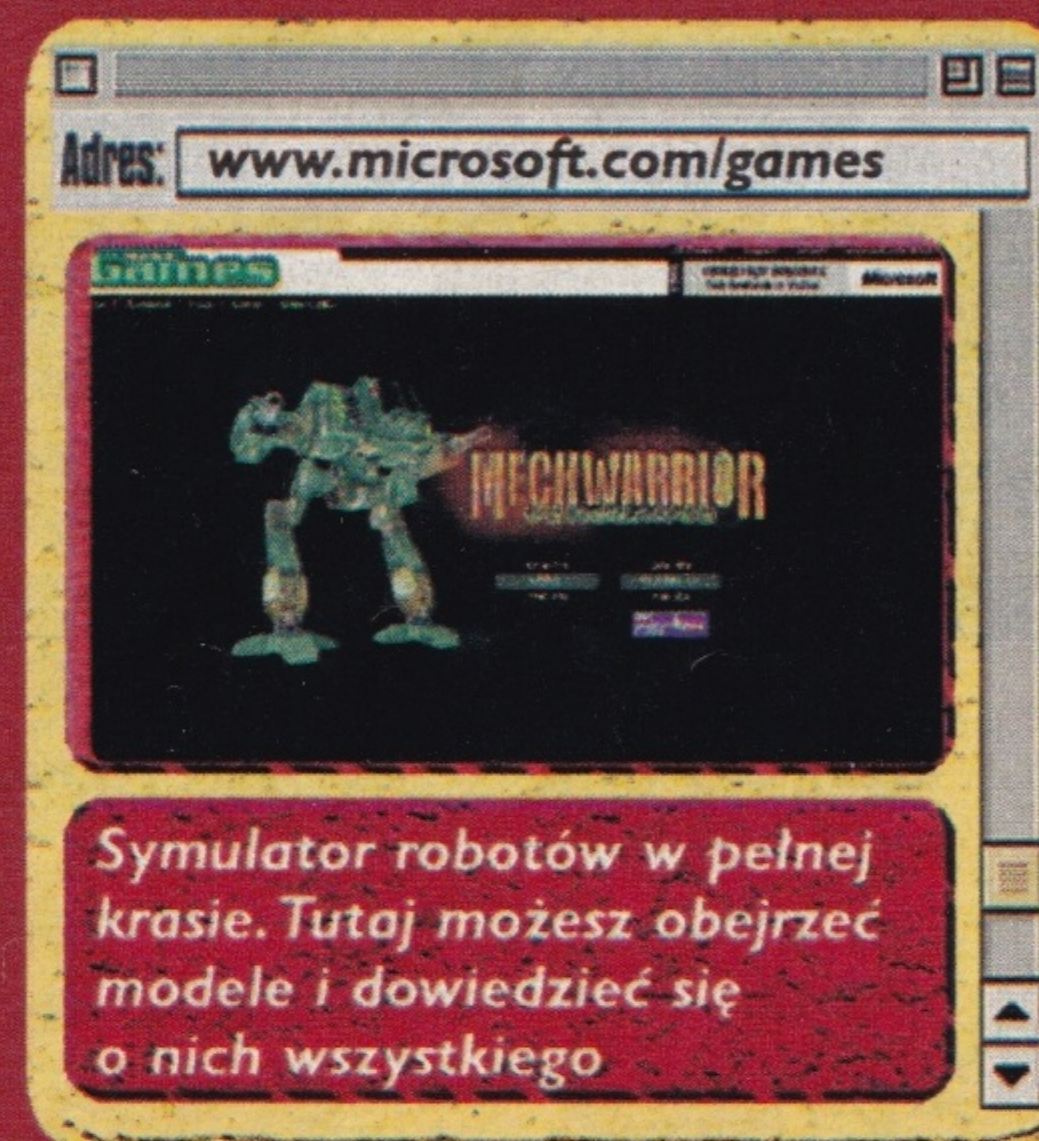 Adres: www.microsoft.com/games
Games
Microsoft
MECHWARRIOR
Symulator robotów w pełnej
krasie. Tutaj możesz obejrzeć
modele i dowiedzieć się
o nich wszystkiego